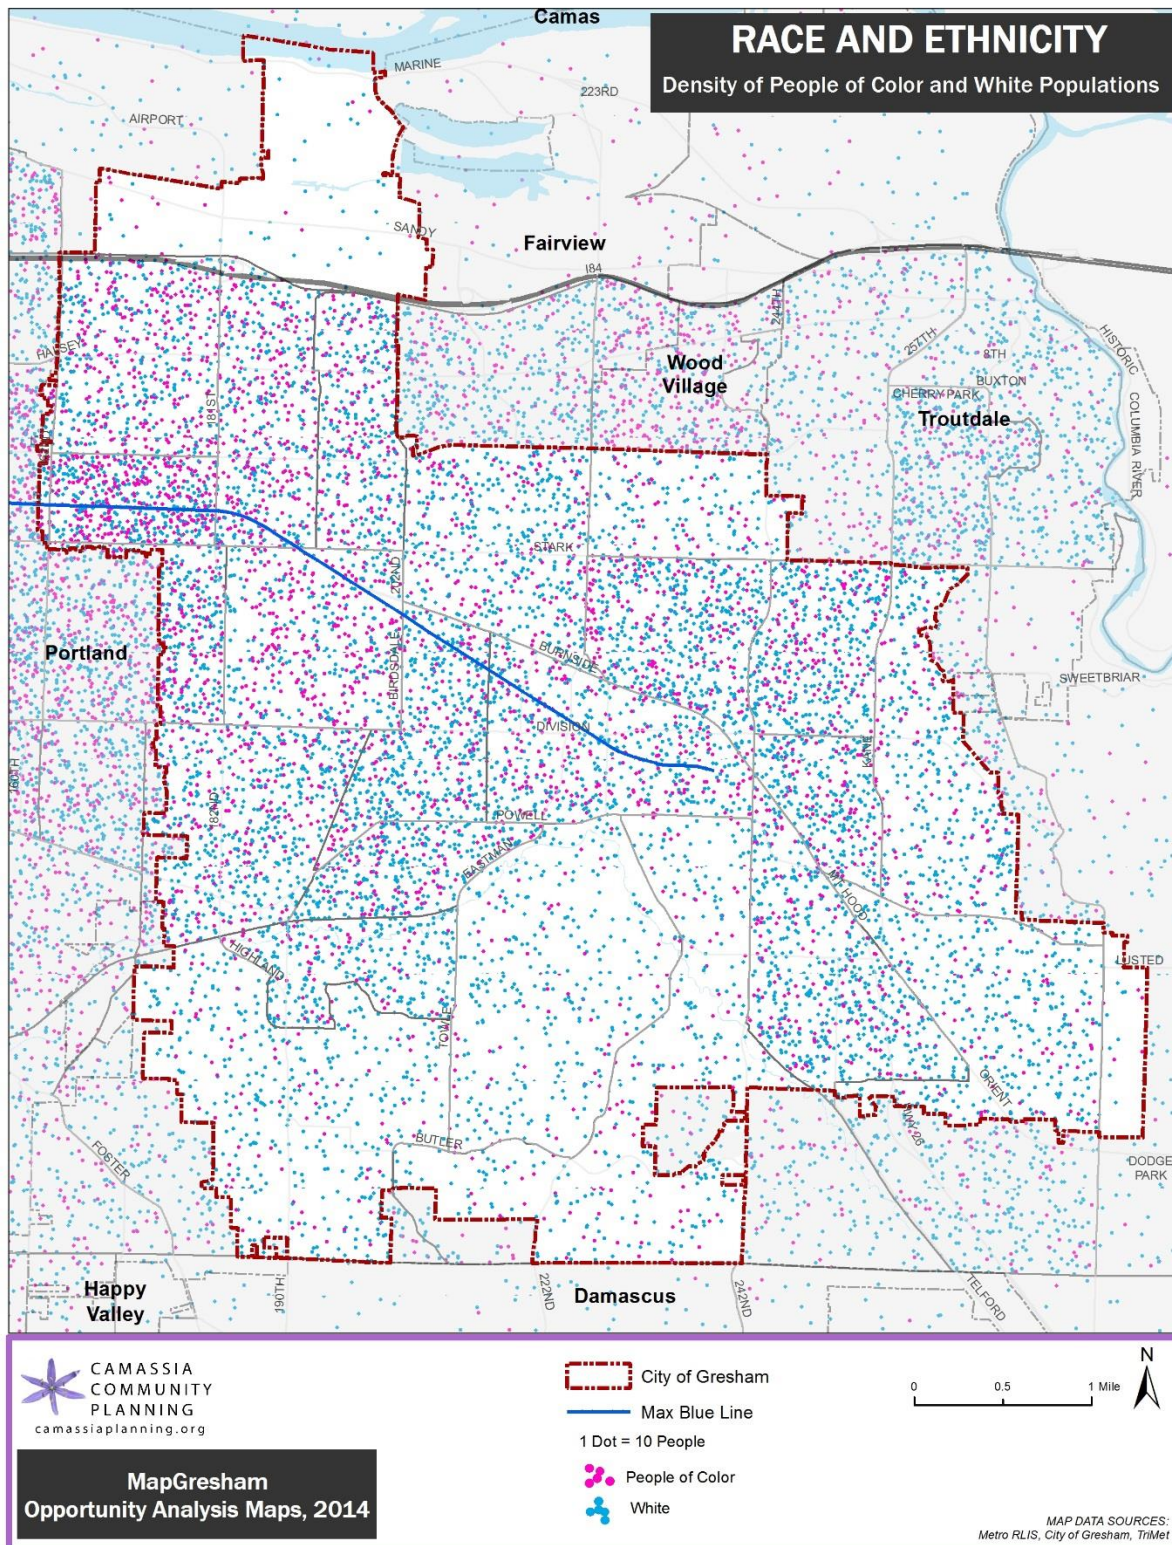 Camas
RACE AND ETHNICITY
Density of People of Color and White Populations
MARINE
223RD
AIRPORT
SANDY
Fairview
I84
244TH
HALSEY
181ST
Wood
Village
257TH
8TH
BUXTON
CHERRY PARK
Troutdale
HISTORIC
COLUMBIA RIVER
STARK
202ND
Portland
BIRDSDALE
BURNSIDE
SWEETBRIAR
DIVISION
KANE
182ND
POWELL
EASTMAN
MT HOOD
HIGHLAND
LUSTED
TOWLE
ORIENT
HWY 26
BUTLER
FOSTER
DODGE
PARK
Happy
Valley
190TH
222ND
Damascus
242ND
TELFORD
CAMASSIA
COMMUNITY
PLANNING
camassiaplanning.org
MapGresham
Opportunity Analysis Maps, 2014
City of Gresham
Max Blue Line
1 Dot = 10 People
People of Color
White
0 0.5 1 Mile
N
MAP DATA SOURCES:
Metro RLIS, City of Gresham, TriMet